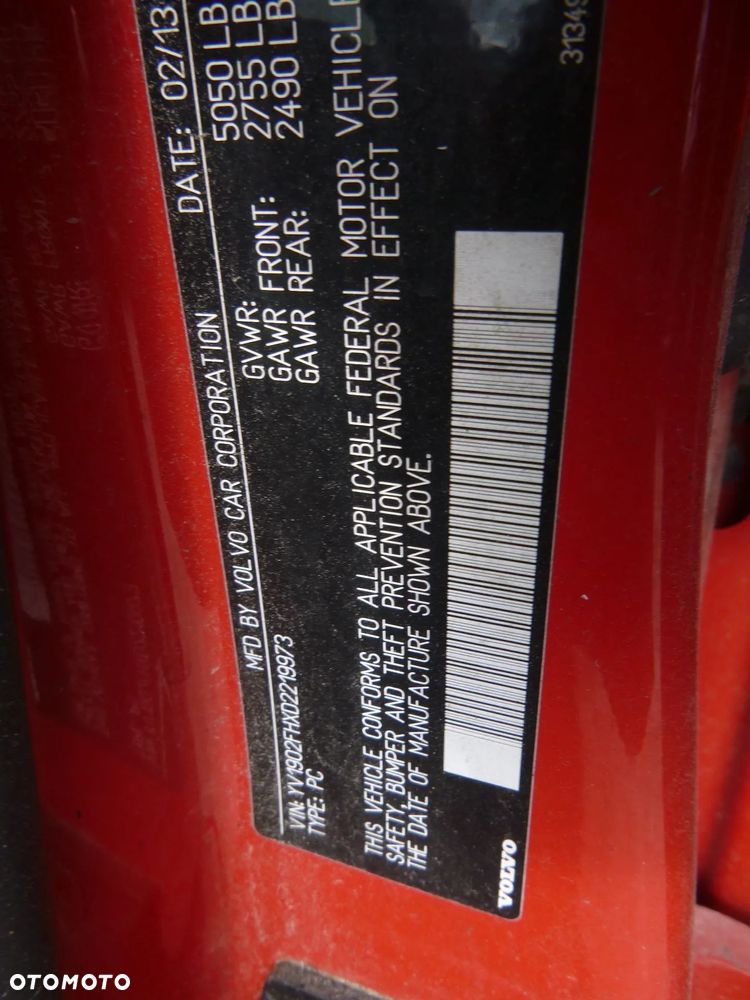 MFD BY VOLVO CAR CORPORATION DATE: 02/13
GVWR: 5050 LB
GAWR FRONT: 2755 LB
GAWR REAR: 2490 LB
VIN: YV1902FHX02219973
TYPE: PC
THIS VEHICLE CONFORMS TO ALL APPLICABLE FEDERAL MOTOR VEHICLE
SAFETY, BUMPER AND THEFT PREVENTION STANDARDS IN EFFECT ON
THE DATE OF MANUFACTURE SHOWN ABOVE.
VOLVO
31349
OTOMOTO